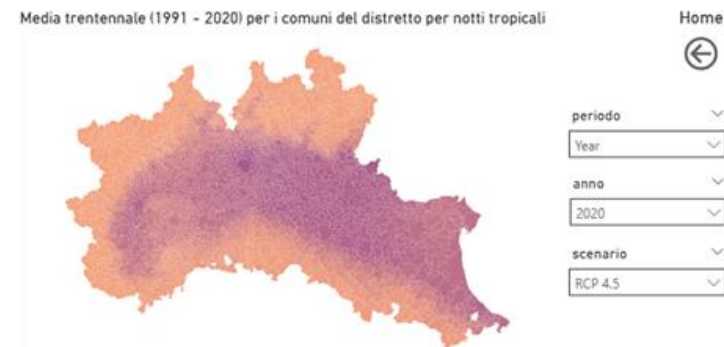 Media trentennale (1991 - 2020) per i comuni del distretto per notti tropicali
Home
periodo
Year
anno
2020
scenario
RCP 4.5